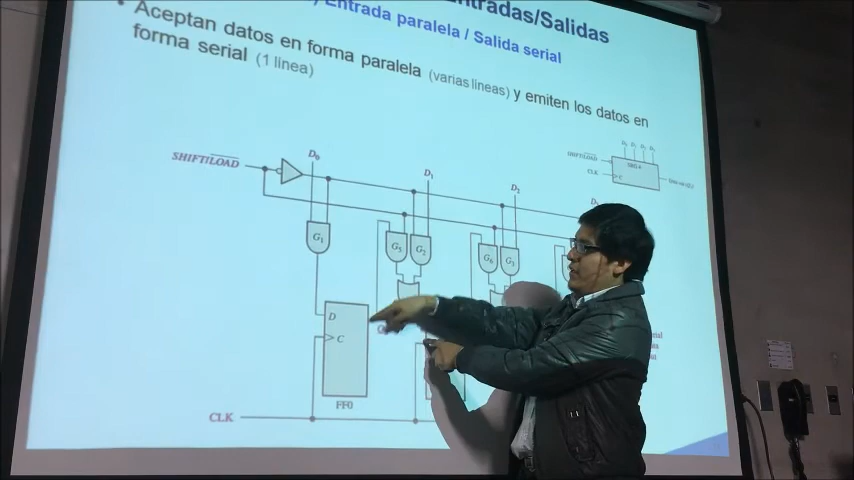 Entradas/Salidas
Entrada paralela / Salida serial
• Aceptan datos en forma paralela (varias líneas) y emiten los datos en
forma serial (1 línea)
SHIFT/LOAD
D0
D1
D2
SHIFT/LOAD
CLK
C
G1
G5
G2
G6
G3
D
C
FF0
CLK